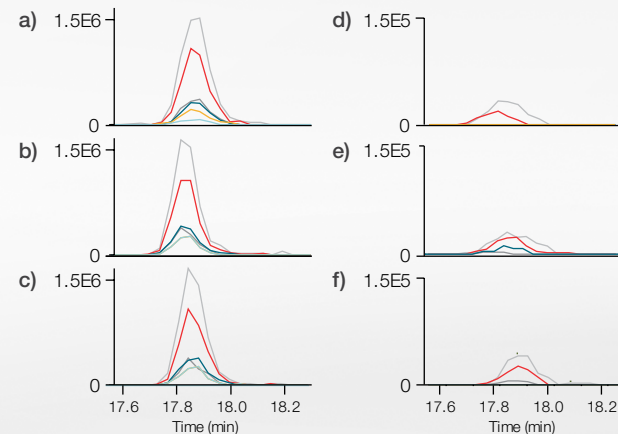 a) 1.5E6 0
d) 1.5E5 0
b) 1.5E6 0
e) 1.5E5 0
c) 1.5E6 0
f) 1.5E5 0
17.6 17.8 18.0 18.2
Time (min)
17.6 17.8 18.0 18.2
Time (min)